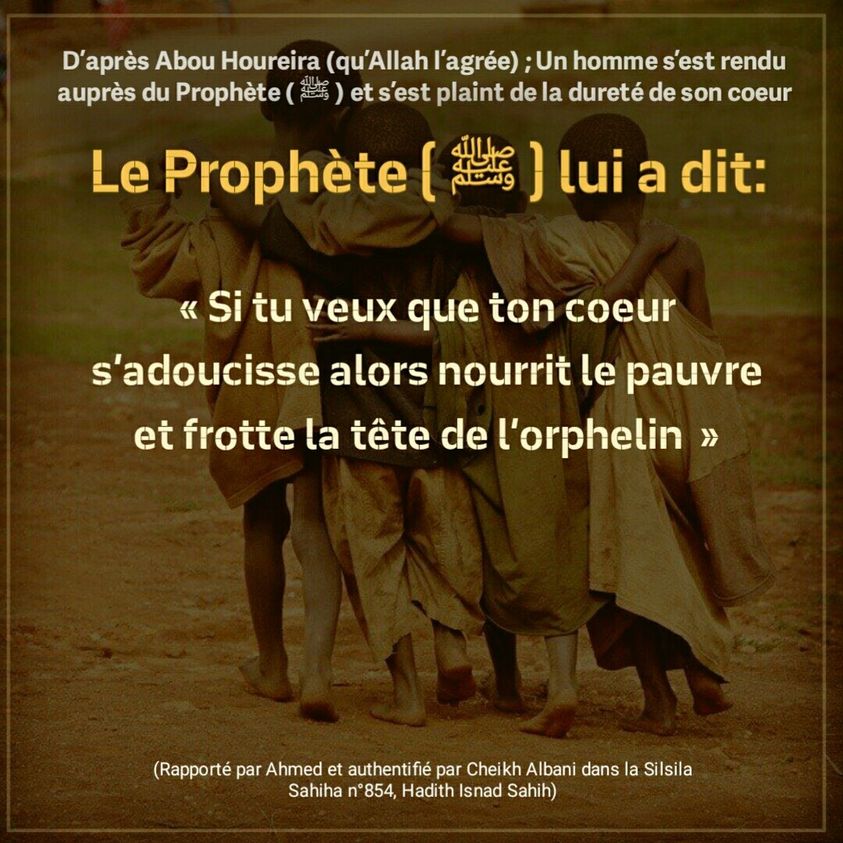 D'après Abou Houreira (qu'Allah l'agrée) ; Un homme s'est rendu
auprès du Prophète ( ﷺ ) et s'est plaint de la dureté de son coeur
Le Prophète ( ﷺ ) lui a dit:
« Si tu veux que ton coeur
s'adoucisse alors nourrit le pauvre
et frotte la tête de l'orphelin »
(Rapporté par Ahmed et authentifié par Cheikh Albani dans la Silsila
Sahiha n°854, Hadith Isnad Sahih)